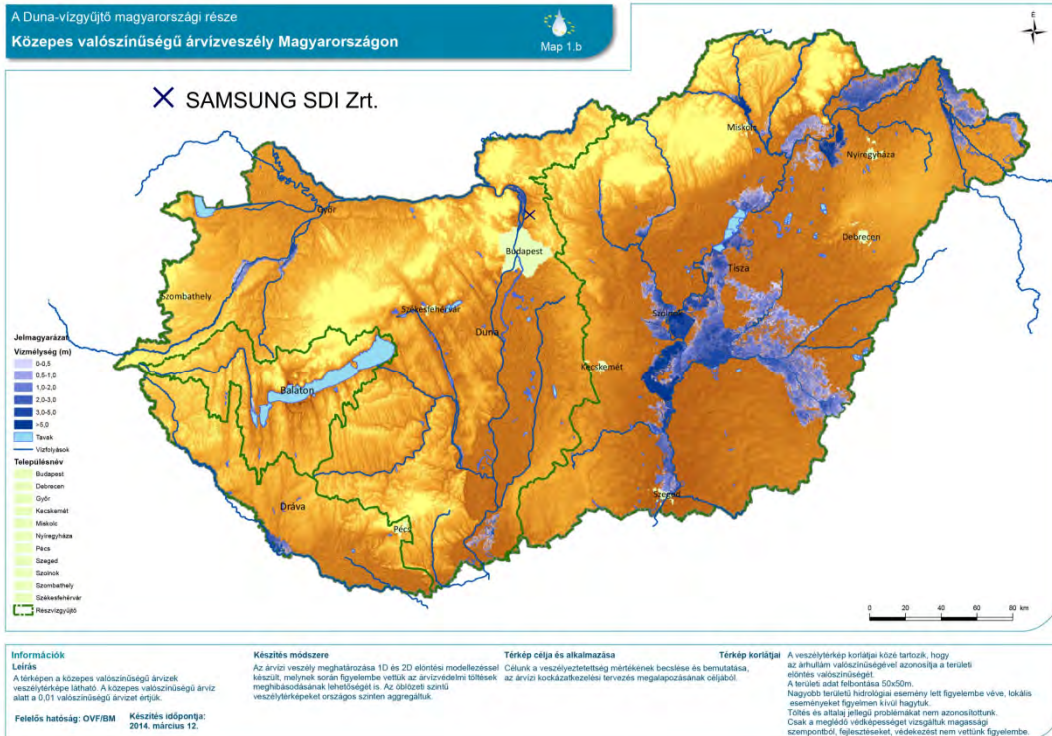 A Duna-vízgyűjtő magyarországi része
Közepes valószínűségű árvízveszély Magyarországon
Map 1.b
É
SAMSUNG SDI Zrt.
Miskolc
Nyíregyháza
Győr
Budapest
Debrecen
Tisza
Szombathely
Székesfehérvár
Szolnok
Duna
Kecskemét
Balaton
Szeged
Dráva
Pécs
Jelmagyarázat
Vízmélység (m)
0-0,5
0,5-1,0
1,0-2,0
2,0-3,0
3,0-5,0
>5,0
Tavak
Vízfolyások
Településnév
Budapest
Debrecen
Győr
Kecskemét
Miskolc
Nyíregyháza
Pécs
Szeged
Szolnok
Szombathely
Székesfehérvár
Részvízgyűjtő
0 20 40 60 80 km
Információk
Leírás
A térképen a közepes valószínűségű árvizek
veszélytérképe látható. A közepes valószínűségű árvíz
alatt a 0,01 valószínűségű árvizet értjük.
Felelős hatóság: OVF/BM
Készítés időpontja:
2014. március 12.
Készítés módszere
Az árvízi veszély meghatározása 1D és 2D elöntési modellezéssel
készült, melynek során figyelembe vettük az árvízvédelmi töltések
meghibásodásának lehetőségét is. Az öblözeti szintű
veszélytérképeket országos szinten aggregáltuk.
Térkép célja és alkalmazása
Célunk a veszélyeztetettség mértékének becslése és bemutatása,
az árvízi kockázatkezelési tervezés megalapozásának céljából.
Térkép korlátjai
A veszélytérkép korlátjai közé tartozik, hogy
az árhullám valószínűségével azonosítja a területi
elöntés valószínűségét.
A területi adat felbontása 50x50m.
Nagyobb területű hidrológiai esemény lett figyelembe véve, lokális
eseményeket figyelmen kívül hagytuk.
Töltés és altalaj jellegű problémákat nem azonosítottunk.
Csak a meglédő védképességet vizsgáltuk magassági
szempontból, fejlesztéseket, védekezést nem vettünk figyelembe.